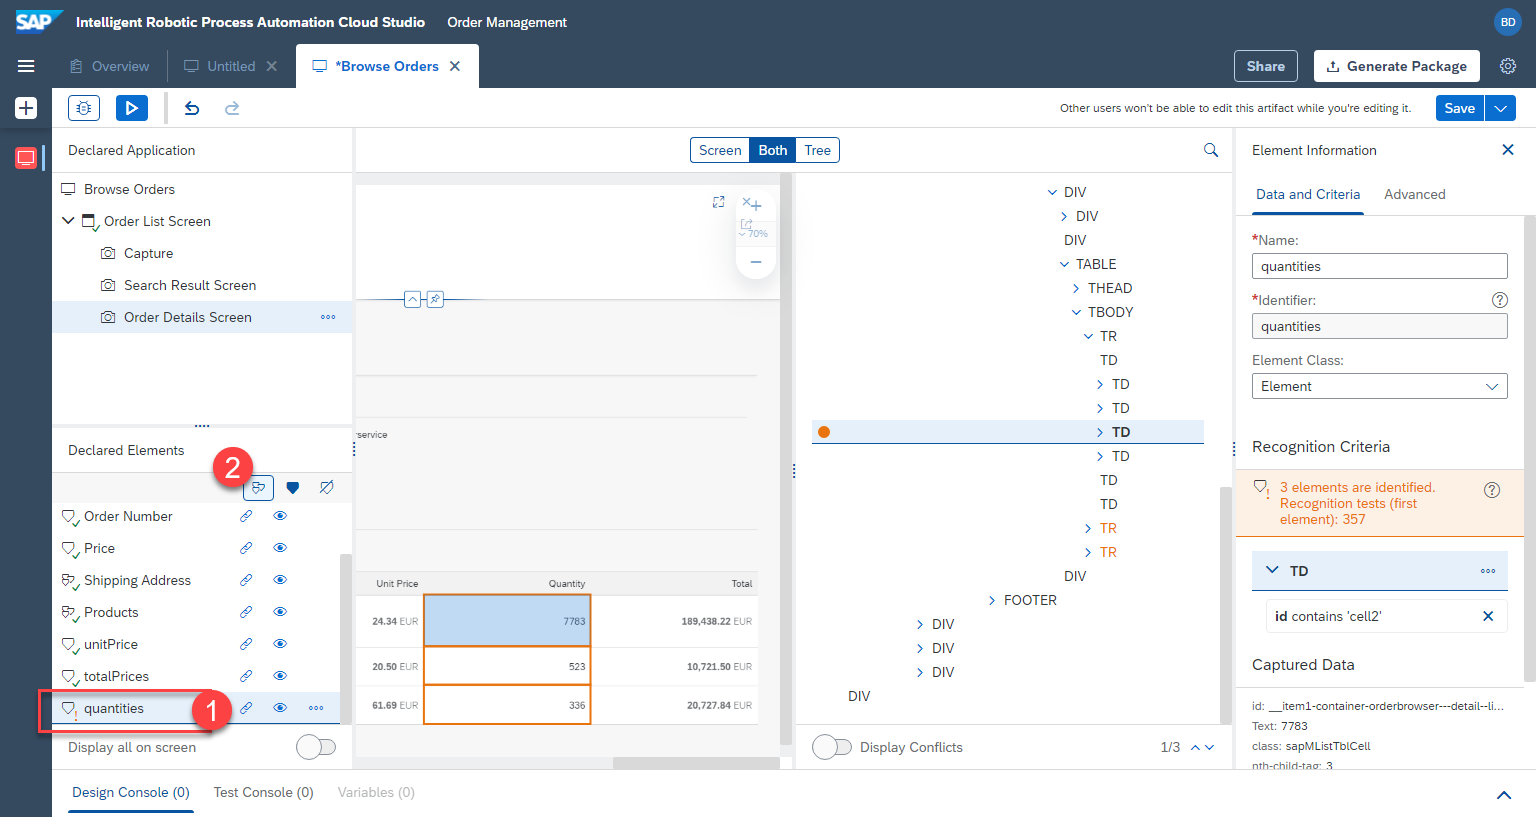 SAP Intelligent Robotic Process Automation Cloud Studio Order Management BD
Overview Untitled *Browse Orders Share Generate Package
Other users won't be able to edit this artifact while you're editing it. Save
Declared Application
Browse Orders
Order List Screen
Capture
Search Result Screen
Order Details Screen
Declared Elements
2
Order Number
Price
Shipping Address
Products
unitPrice
totalPrices
quantities
1
Display all on screen
Screen Both Tree
70%
rservice
Unit Price Quantity Total
24.34 EUR 7783 189,438.22 EUR
20.50 EUR 523 10,721.50 EUR
61.69 EUR 336 20,727.84 EUR
DIV
DIV
DIV
TABLE
THEAD
TBODY
TR
TD
TD
TD
TD
TD
TD
TD
TR
TR
DIV
FOOTER
DIV
DIV
DIV
DIV
Display Conflicts 1/3
Element Information
Data and Criteria Advanced
*Name:
quantities
*Identifier:
quantities
Element Class:
Element
Recognition Criteria
3 elements are identified.
Recognition tests (first
element): 357
TD
id contains 'cell2'
Captured Data
id: __item1-container-orderbrowser---detail--li...
Text: 7783
class: sapMListTblCell
nth-child-tag: 3
Design Console (0) Test Console (0) Variables (0)